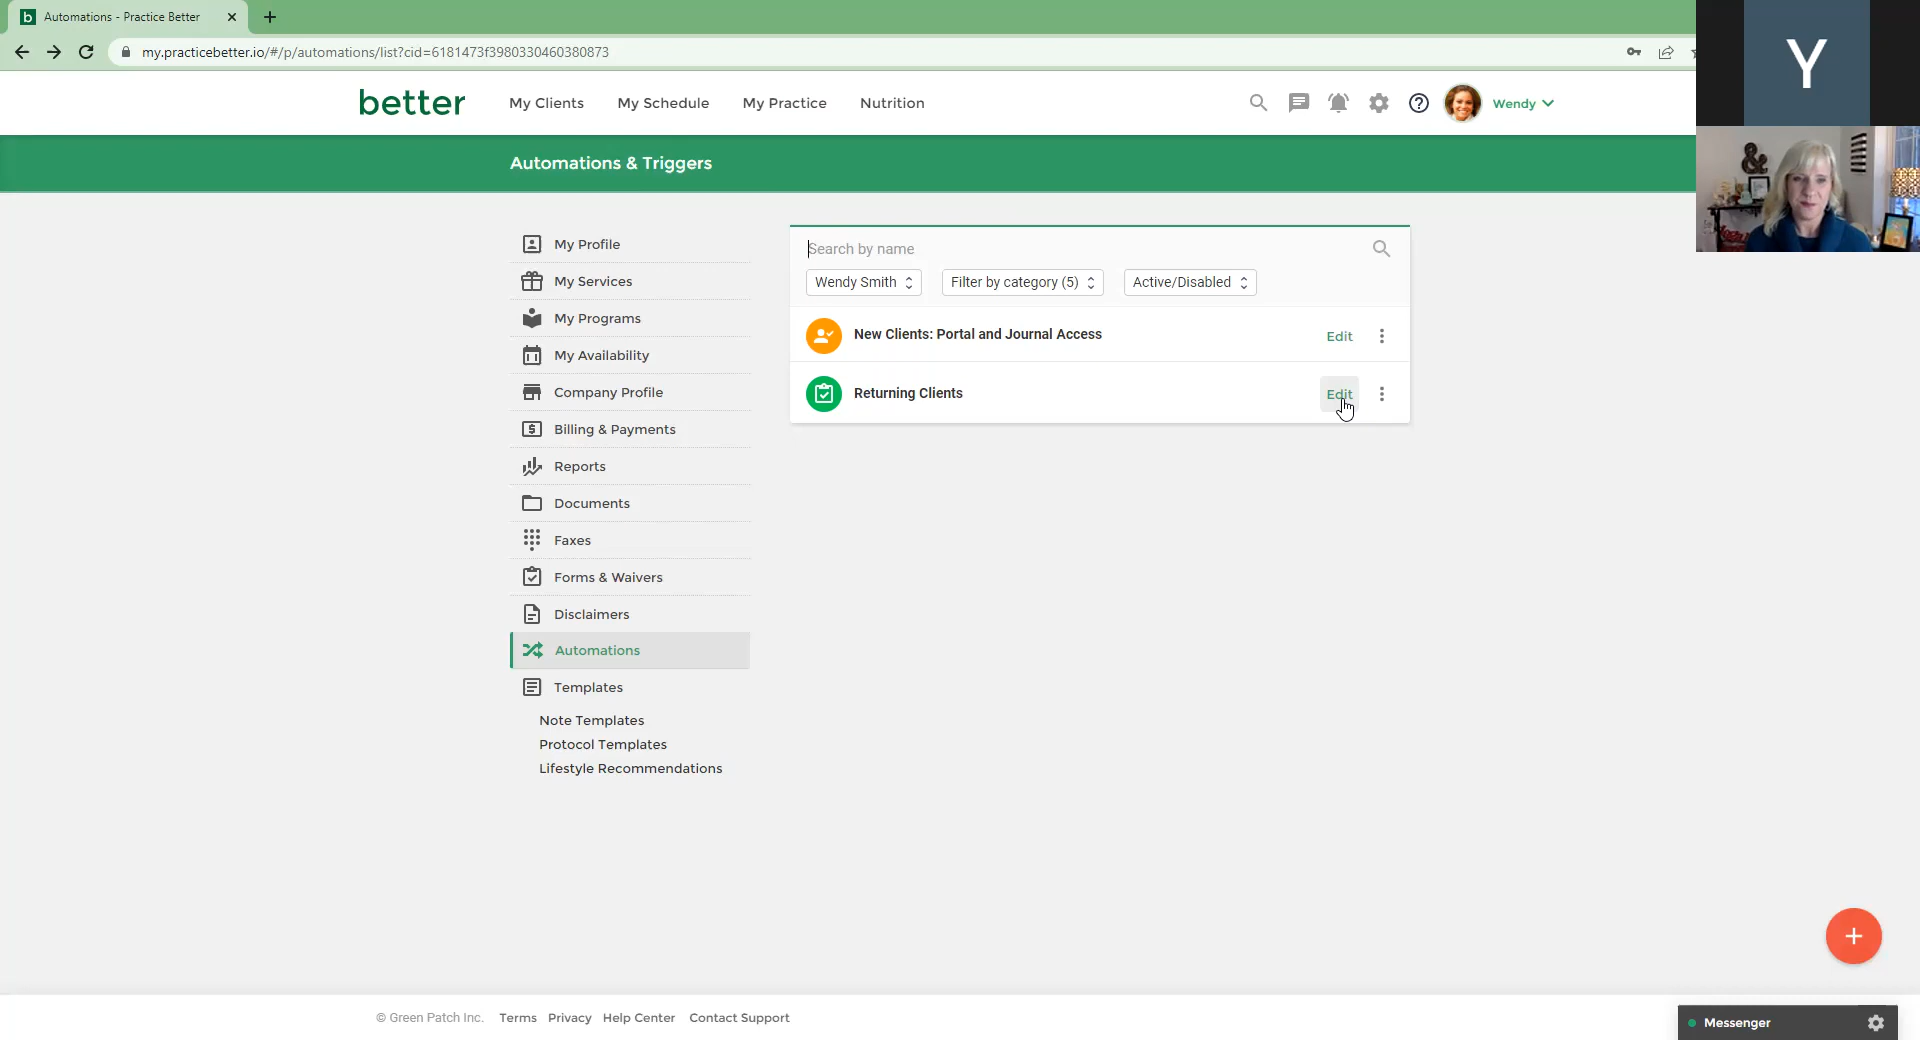 b Automations - Practice Better
my.practicebetter.io/#/p/automations/list?cid=6181473f3980330460380873
better My Clients My Schedule My Practice Nutrition Wendy
Y
Automations & Triggers
My Profile
My Services
My Programs
My Availability
Company Profile
Billing & Payments
Reports
Documents
Faxes
Forms & Waivers
Disclaimers
Automations
Templates
Note Templates
Protocol Templates
Lifestyle Recommendations
Search by name
Wendy Smith Filter by category (5) Active/Disabled
New Clients: Portal and Journal Access Edit
Returning Clients Edit
© Green Patch Inc. Terms Privacy Help Center Contact Support
Messenger